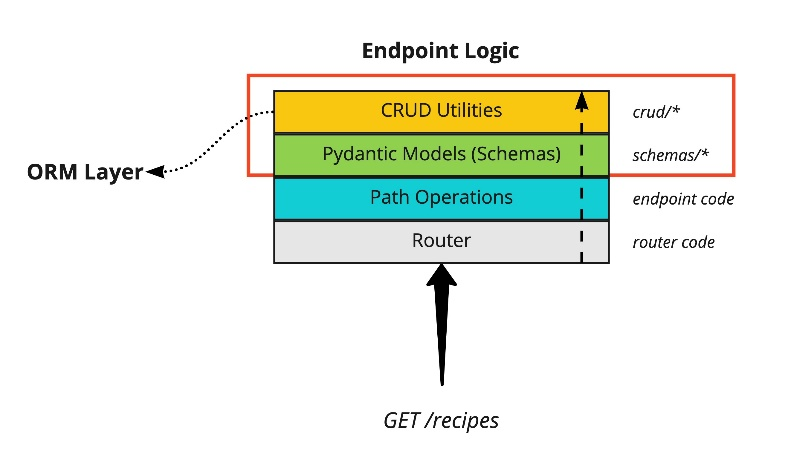 Endpoint Logic
CRUD Utilities
crud/*
Pydantic Models (Schemas)
schemas/*
ORM Layer
Path Operations
endpoint code
Router
router code
GET /recipes